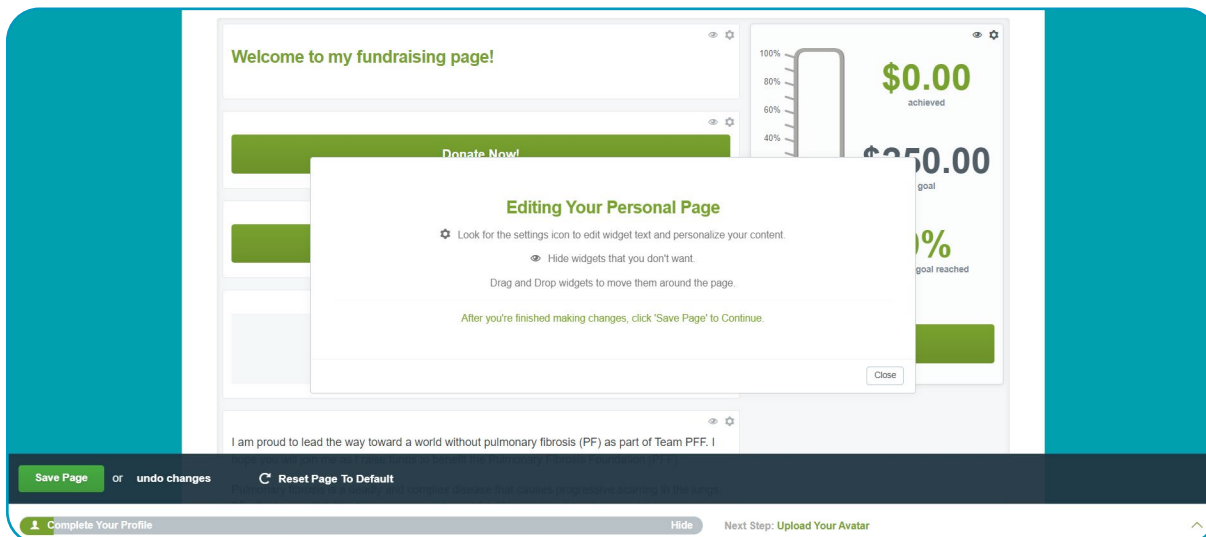 Welcome to my fundraising page!
100%
80%
60%
40%
$0.00
achieved
goal
goal reached
Donate Now!
Editing Your Personal Page
Look for the settings icon to edit widget text and personalize your content.
Hide widgets that you don't want.
Drag and Drop widgets to move them around the page.
After you're finished making changes, click 'Save Page' to Continue.
Close
I am proud to lead the way toward a world without pulmonary fibrosis (PF) as part of Team PFF. I
Save Page or undo changes Reset Page To Default
Complete Your Profile Hide Next Step: Upload Your Avatar